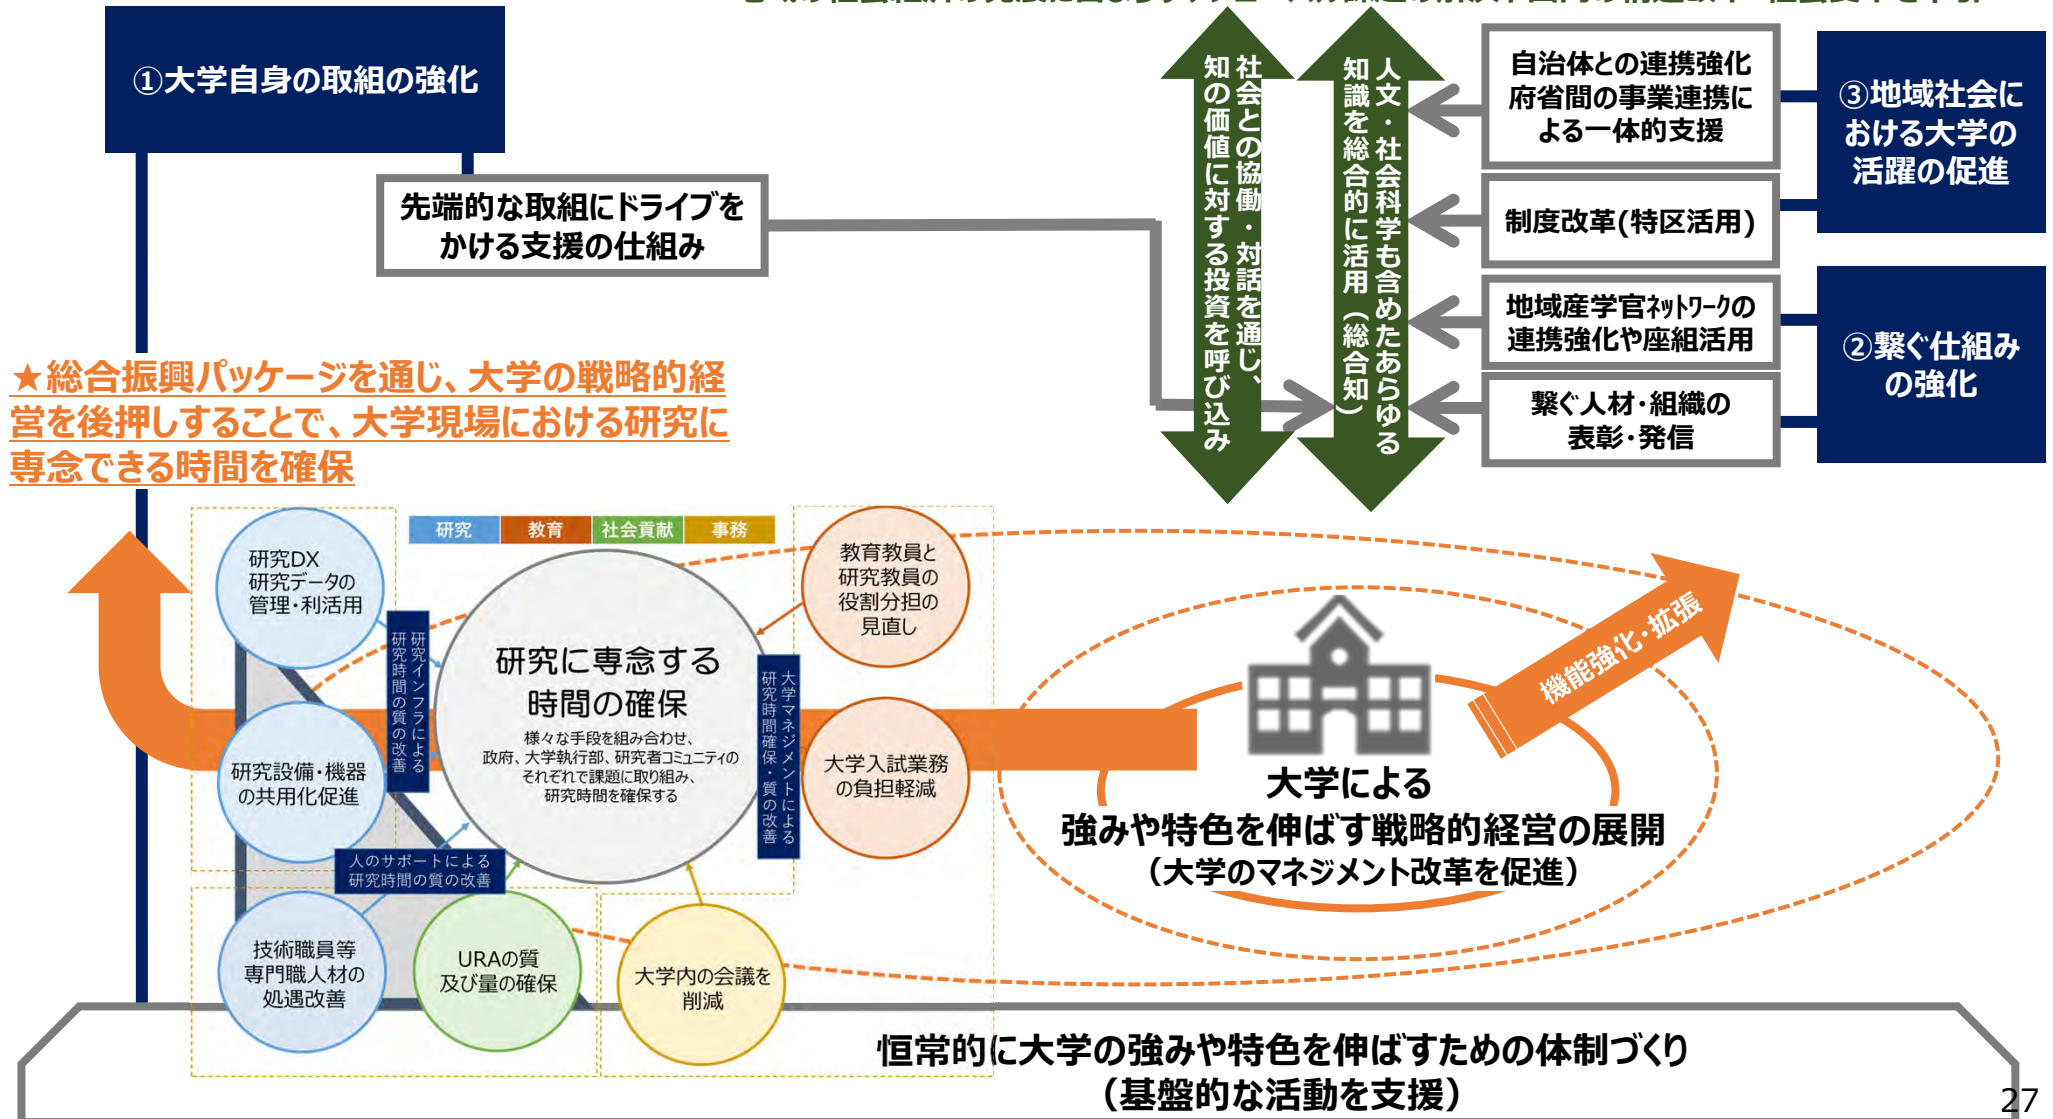 ①大学自身の取組の強化
先端的な取組にドライブを
かける支援の仕組み
社会との協働・対話を通じ、
知の価値に対する投資を呼び込み
人文・社会科学も含めたあらゆる
知識を総合的に活用（総合知）
自治体との連携強化
府省間の事業連携に
よる一体的支援
制度改革(特区活用)
地域産学官ﾈｯﾄﾜｰｸの
連携強化や座組活用
繋ぐ人材・組織の
表彰・発信
③地域社会に
おける大学の
活躍の促進
②繋ぐ仕組み
の強化
★総合振興パッケージを通じ、大学の戦略的経
営を後押しすることで、大学現場における研究に
専念できる時間を確保
研究 教育 社会貢献 事務
研究DX
研究データの
管理・利活用
研究設備・機器
の共用化促進
研究インフラによる
研究時間の質の改善
研究に専念する
時間の確保
様々な手段を組み合わせ、
政府、大学執行部、研究者コミュニティの
それぞれで課題に取り組み、
研究時間を確保する
大学マネジメントによる
研究時間確保・質の改善
教育教員と
研究教員の
役割分担の
見直し
大学入試業務
の負担軽減
人のサポートによる
研究時間の質の改善
技術職員等
専門職人材の
処遇改善
URAの質
及び量の確保
大学内の会議を
削減
機能強化・拡張
大学による
強みや特色を伸ばす戦略的経営の展開
（大学のマネジメント改革を促進）
恒常的に大学の強みや特色を伸ばすための体制づくり
（基盤的な活動を支援）
27